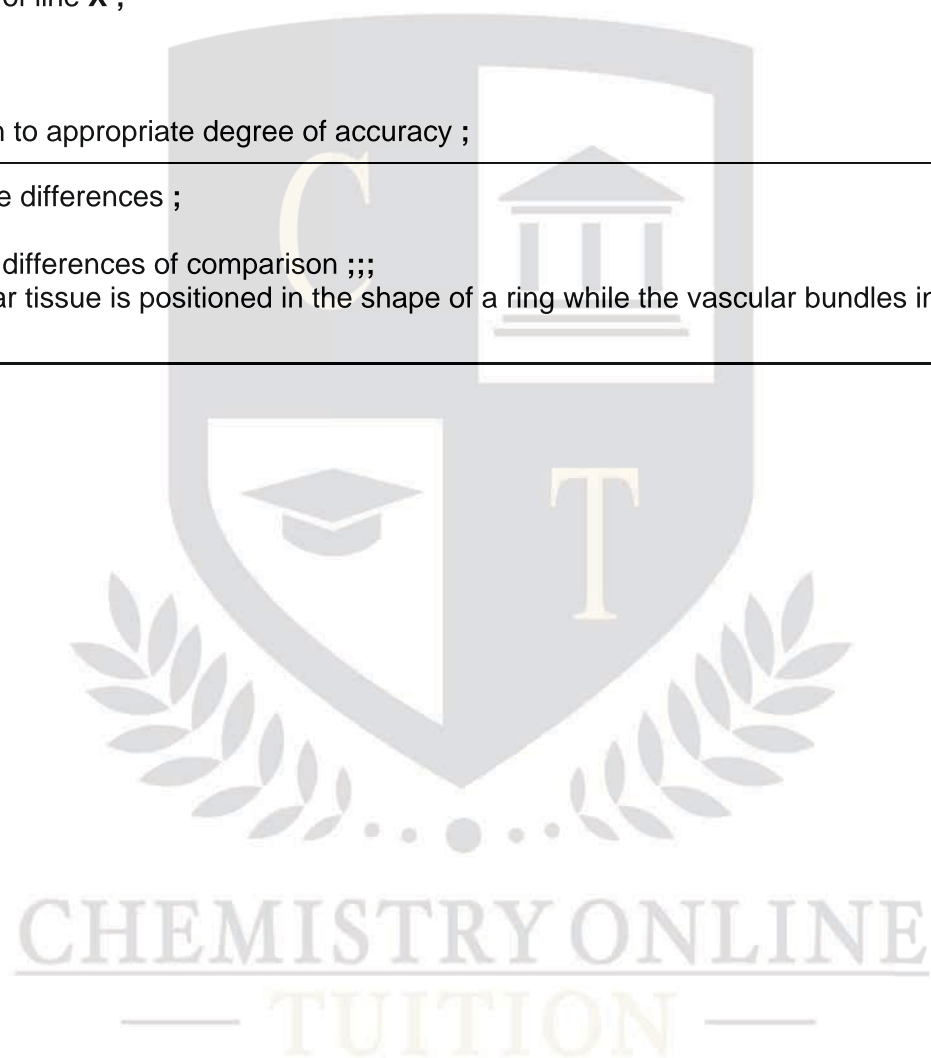 of line X ;
n to appropriate degree of accuracy ;
e differences ;
differences of comparison ;;;
ar tissue is positioned in the shape of a ring while the vascular bundles in
C
T
CHEMISTRY ONLINE
TUITION